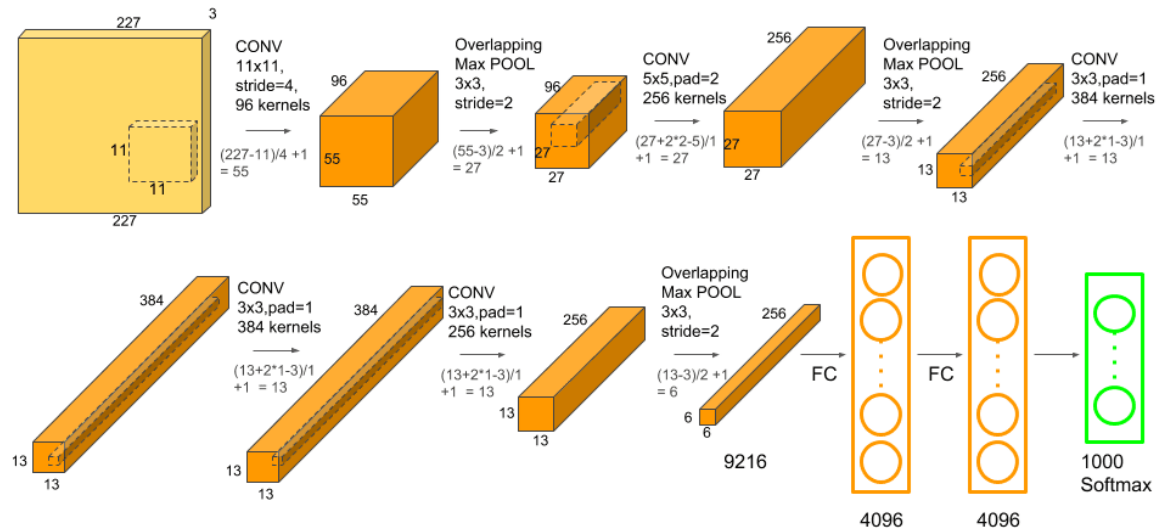 227
3
CONV
11x11,
stride=4,
96 kernels
(227-11)/4 +1
= 55
11
11
227
96
55
55
Overlapping
Max POOL
3x3,
stride=2
(55-3)/2 +1
= 27
96
27
27
CONV
5x5,pad=2
256 kernels
(27+2*2-5)/1
+1 = 27
256
27
27
Overlapping
Max POOL
3x3,
stride=2
(27-3)/2 +1
= 13
256
13
13
CONV
3x3,pad=1
384 kernels
(13+2*1-3)/1
+1 = 13
384
13
13
CONV
3x3,pad=1
384 kernels
(13+2*1-3)/1
+1 = 13
384
13
13
CONV
3x3,pad=1
256 kernels
(13+2*1-3)/1
+1 = 13
256
13
13
Overlapping
Max POOL
3x3,
stride=2
(13-3)/2 +1
= 6
256
6
6
9216
FC
4096
FC
4096
1000
Softmax